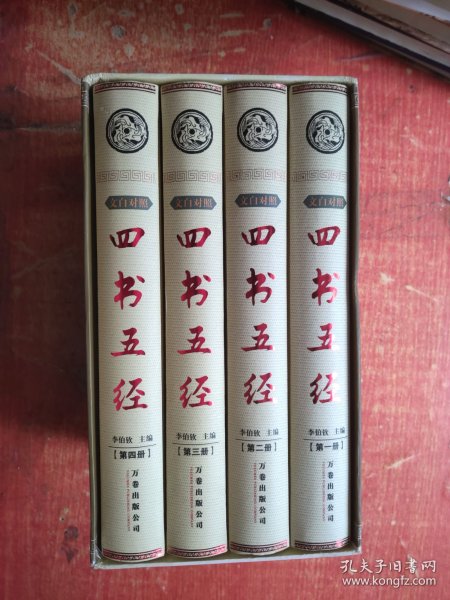 文白对照
四书五经
李伯钦 主编
【第四册】
万卷出版公司
文白对照
四书五经
李伯钦 主编
【第三册】
万卷出版公司
文白对照
四书五经
李伯钦 主编
【第二册】
万卷出版公司
文白对照
四书五经
李伯钦 主编
【第一册】
万卷出版公司
孔夫子旧书网
www.kongfz.com